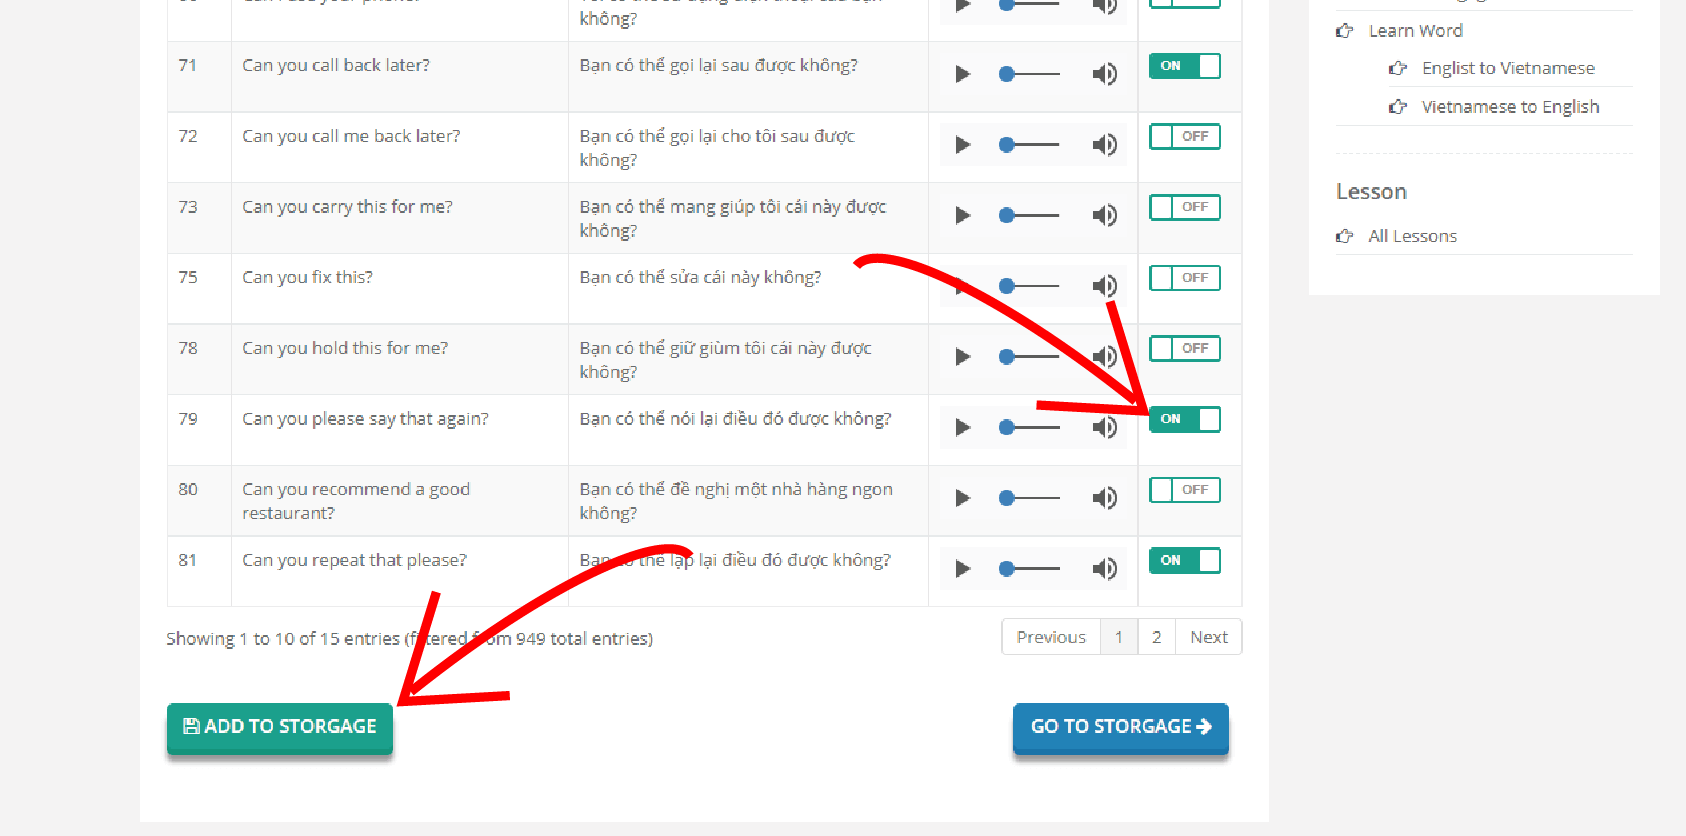 không?
71 Can you call back later? Bạn có thể gọi lại sau được không? ON
72 Can you call me back later? Bạn có thể gọi lại cho tôi sau được
không? OFF
73 Can you carry this for me? Bạn có thể mang giúp tôi cái này được
không? OFF
75 Can you fix this? Bạn có thể sửa cái này không? OFF
78 Can you hold this for me? Bạn có thể giữ giùm tôi cái này được
không? OFF
79 Can you please say that again? Bạn có thể nói lại điều đó được không? ON
80 Can you recommend a good
restaurant? Bạn có thể đề nghị một nhà hàng ngon
không? OFF
81 Can you repeat that please? Bạn có thể lặp lại điều đó được không? ON
Showing 1 to 10 of 15 entries (filtered from 949 total entries)
Previous 1 2 Next
ADD TO STORGAGE
GO TO STORGAGE
Learn Word
Englist to Vietnamese
Vietnamese to English
Lesson
All Lessons